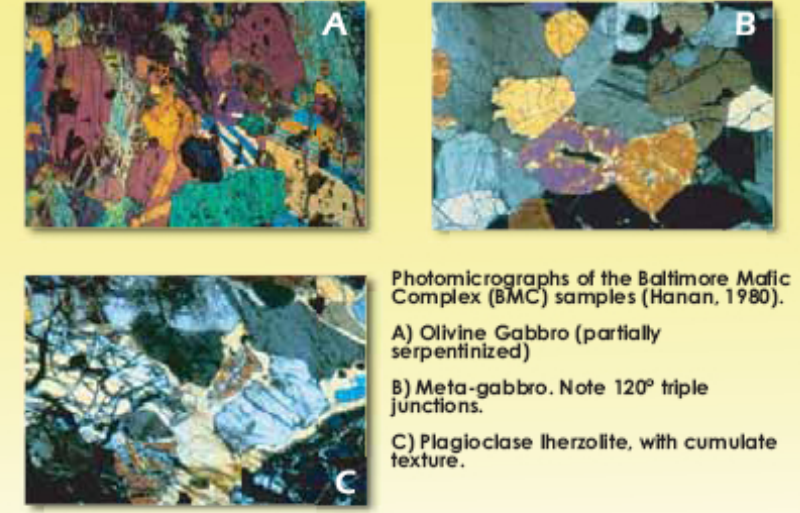 A
B
C
Photomicrographs of the Baltimore Mafic
Complex (BMC) samples (Hanan, 1980).
A) Olivine Gabbro (partially
serpentinized)
B) Meta-gabbro. Note 120° triple
junctions.
C) Plagioclase lherzolite, with cumulate
texture.